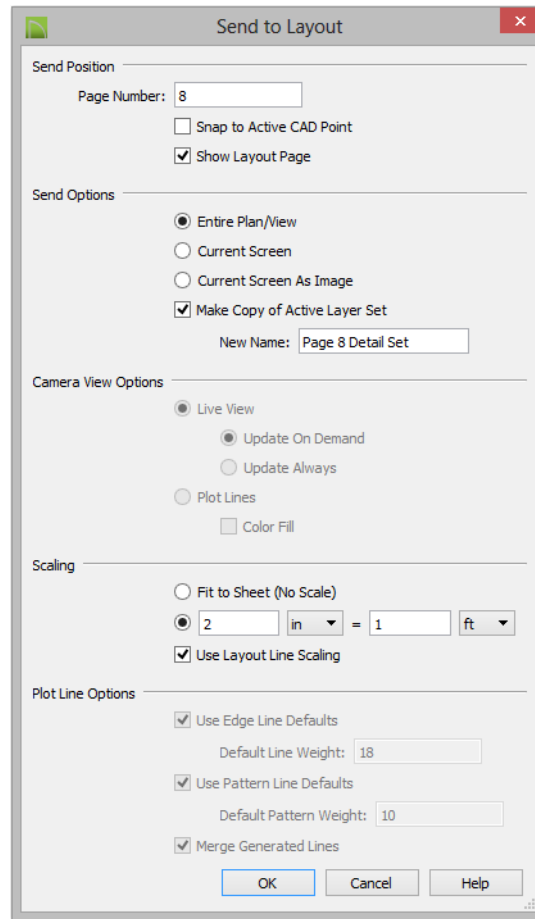 Send to Layout
Send Position
Page Number: 8
Snap to Active CAD Point
Show Layout Page
Send Options
Entire Plan/View
Current Screen
Current Screen As Image
Make Copy of Active Layer Set
New Name: Page 8 Detail Set
Camera View Options
Live View
Update On Demand
Update Always
Plot Lines
Color Fill
Scaling
Fit to Sheet (No Scale)
2 in = 1 ft
Use Layout Line Scaling
Plot Line Options
Use Edge Line Defaults
Default Line Weight: 18
Use Pattern Line Defaults
Default Pattern Weight: 10
Merge Generated Lines
OK Cancel Help